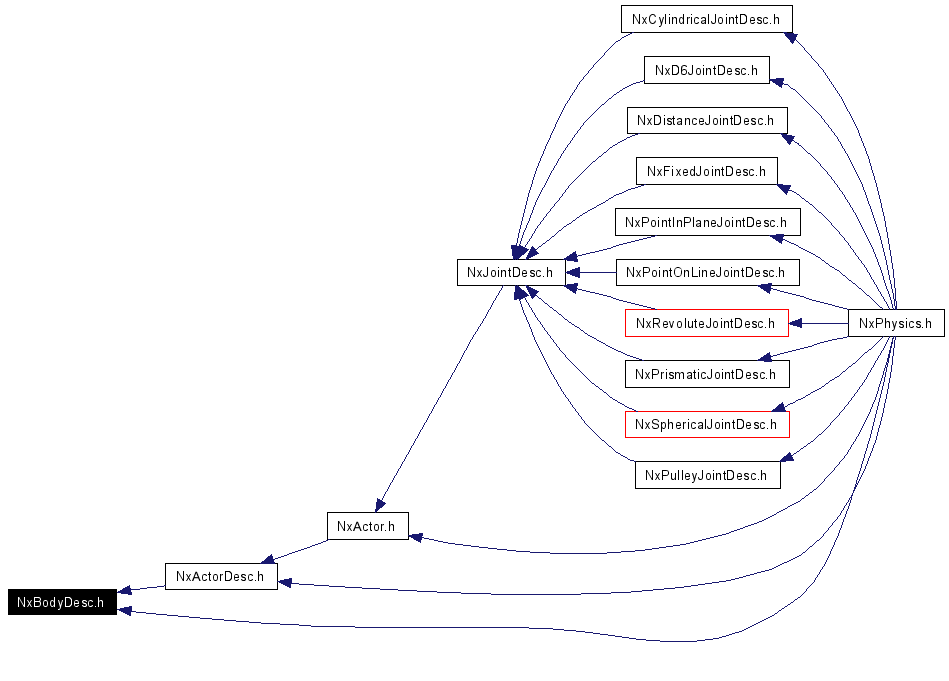 NxCylindricalJointDesc.h
NxD6JointDesc.h
NxDistanceJointDesc.h
NxFixedJointDesc.h
NxPointInPlaneJointDesc.h
NxJointDesc.h
NxPointOnLineJointDesc.h
NxRevoluteJointDesc.h
NxPhysics.h
NxPrismaticJointDesc.h
NxSphericalJointDesc.h
NxPulleyJointDesc.h
NxActor.h
NxActorDesc.h
NxBodyDesc.h